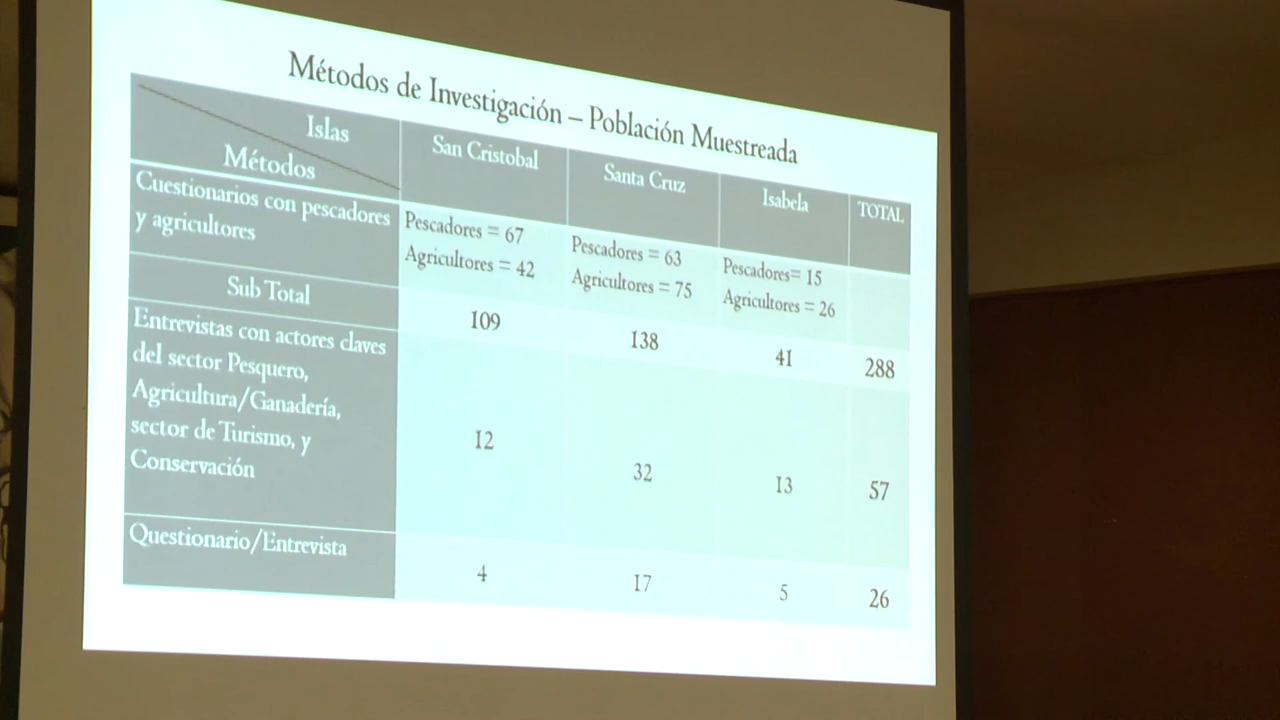 Métodos de Investigación – Población Muestreada
Islas
Métodos
San Cristobal
Santa Cruz
Isabela
TOTAL
Cuestionarios con pescadores
y agricultores
Pescadores = 67
Agricultores = 42
Pescadores = 63
Agricultores = 75
Pescadores= 15
Agricultores = 26
Sub Total
109
138
41
288
Entrevistas con actores claves
del sector Pesquero,
Agricultura/Ganadería,
sector de Turismo, y
Conservación
12
32
13
57
Questionario/Entrevista
4
17
5
26